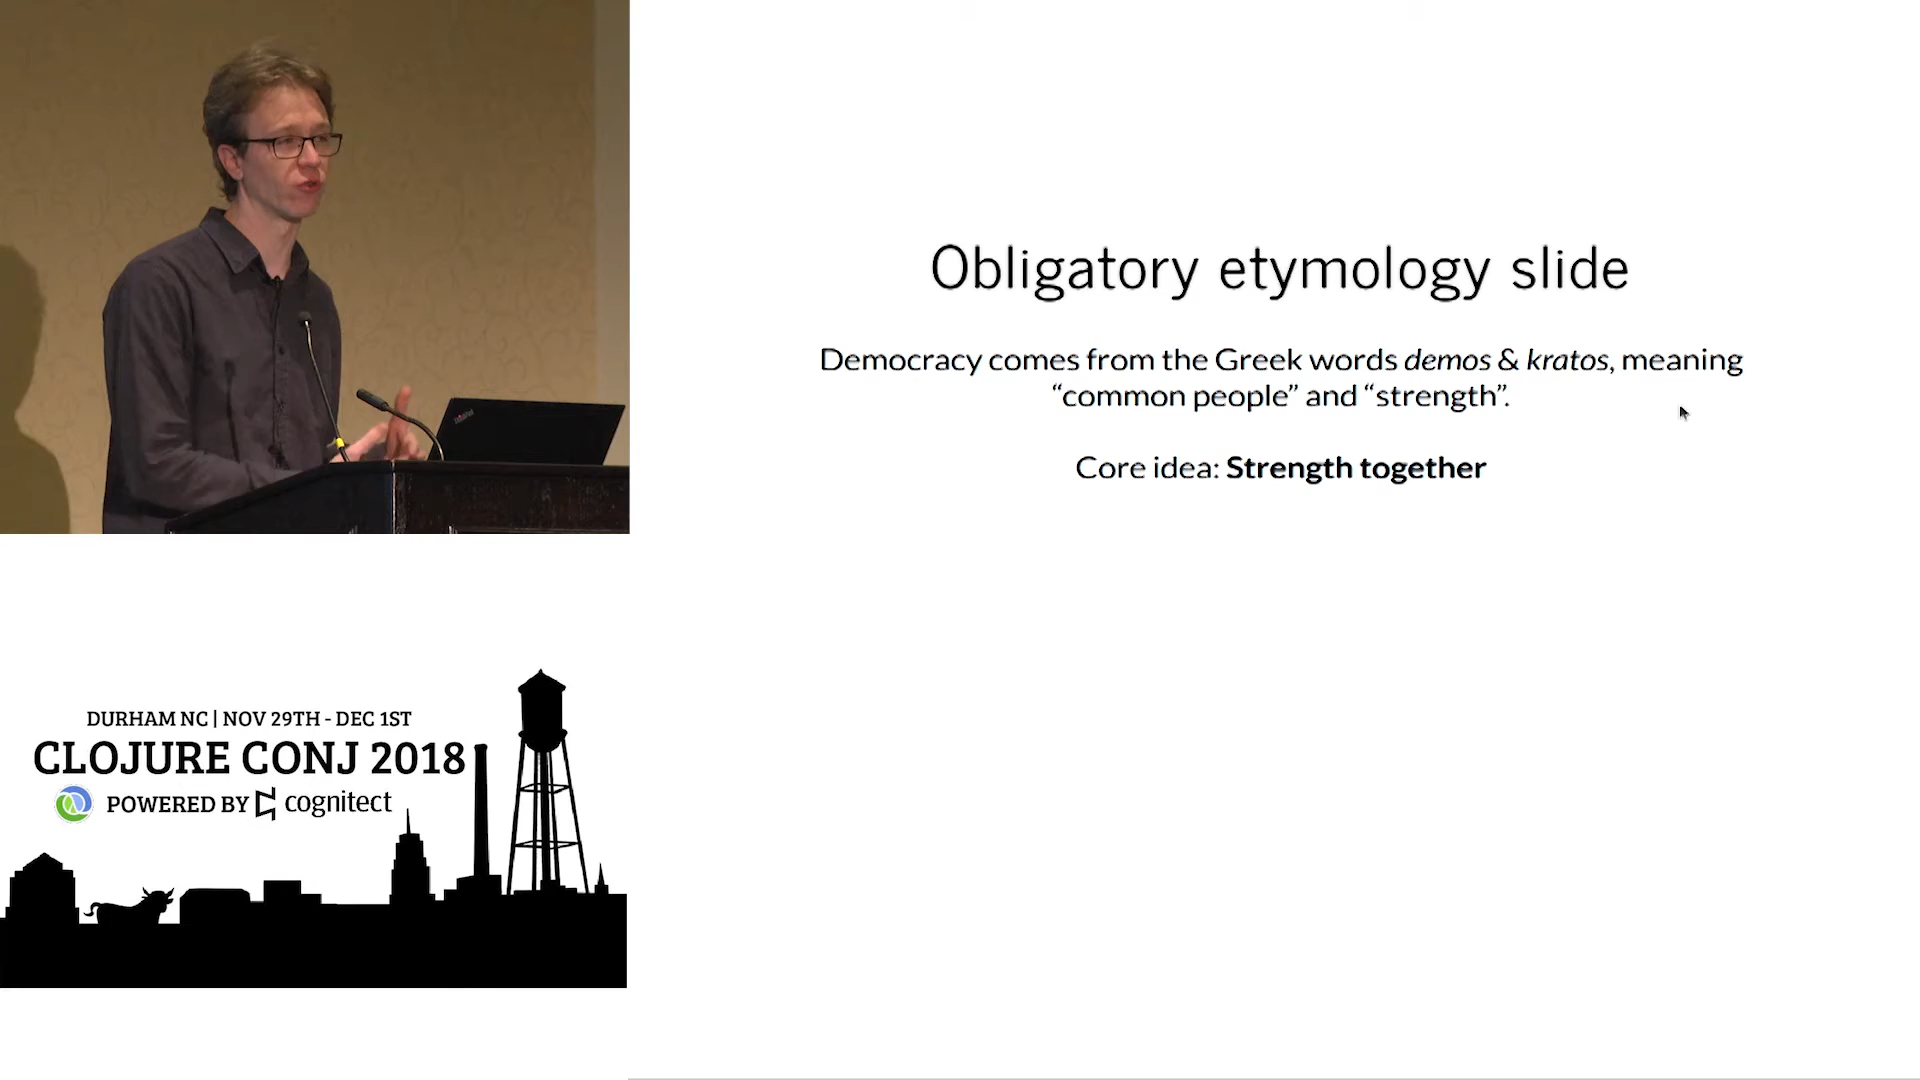 Obligatory etymology slide
Democracy comes from the Greek words demos & kratos, meaning
“common people” and “strength”.
Core idea: Strength together
ThinkPad
DURHAM NC | NOV 29TH - DEC 1ST
CLOJURE CONJ 2018
POWERED BY cognitect